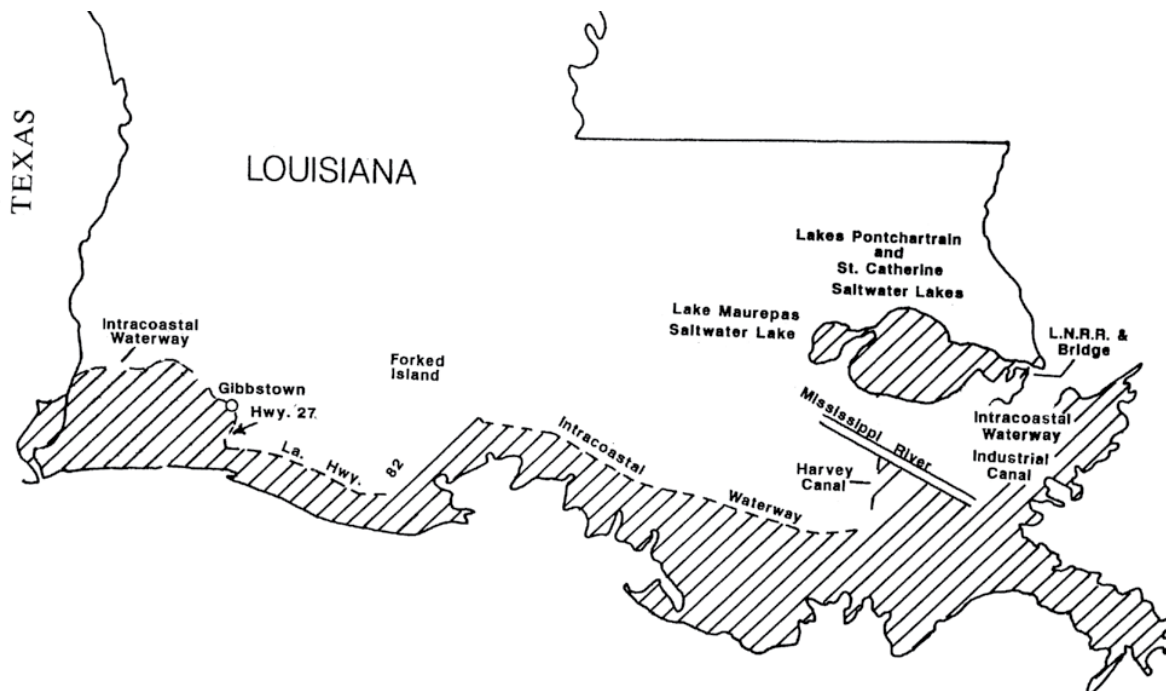 TEXAS
LOUISIANA
Lakes Pontchartrain
and
St. Catherine
Saltwater Lakes
Lake Maurepas
Saltwater Lake
L.N.R.R. &
Bridge
Intracoastal
Waterway
Forked
Island
Gibbstown
Hwy. 27
La. Hwy. 82
Intracoastal Waterway
Mississippi River
Harvey
Canal
Intracoastal
Waterway
Industrial
Canal